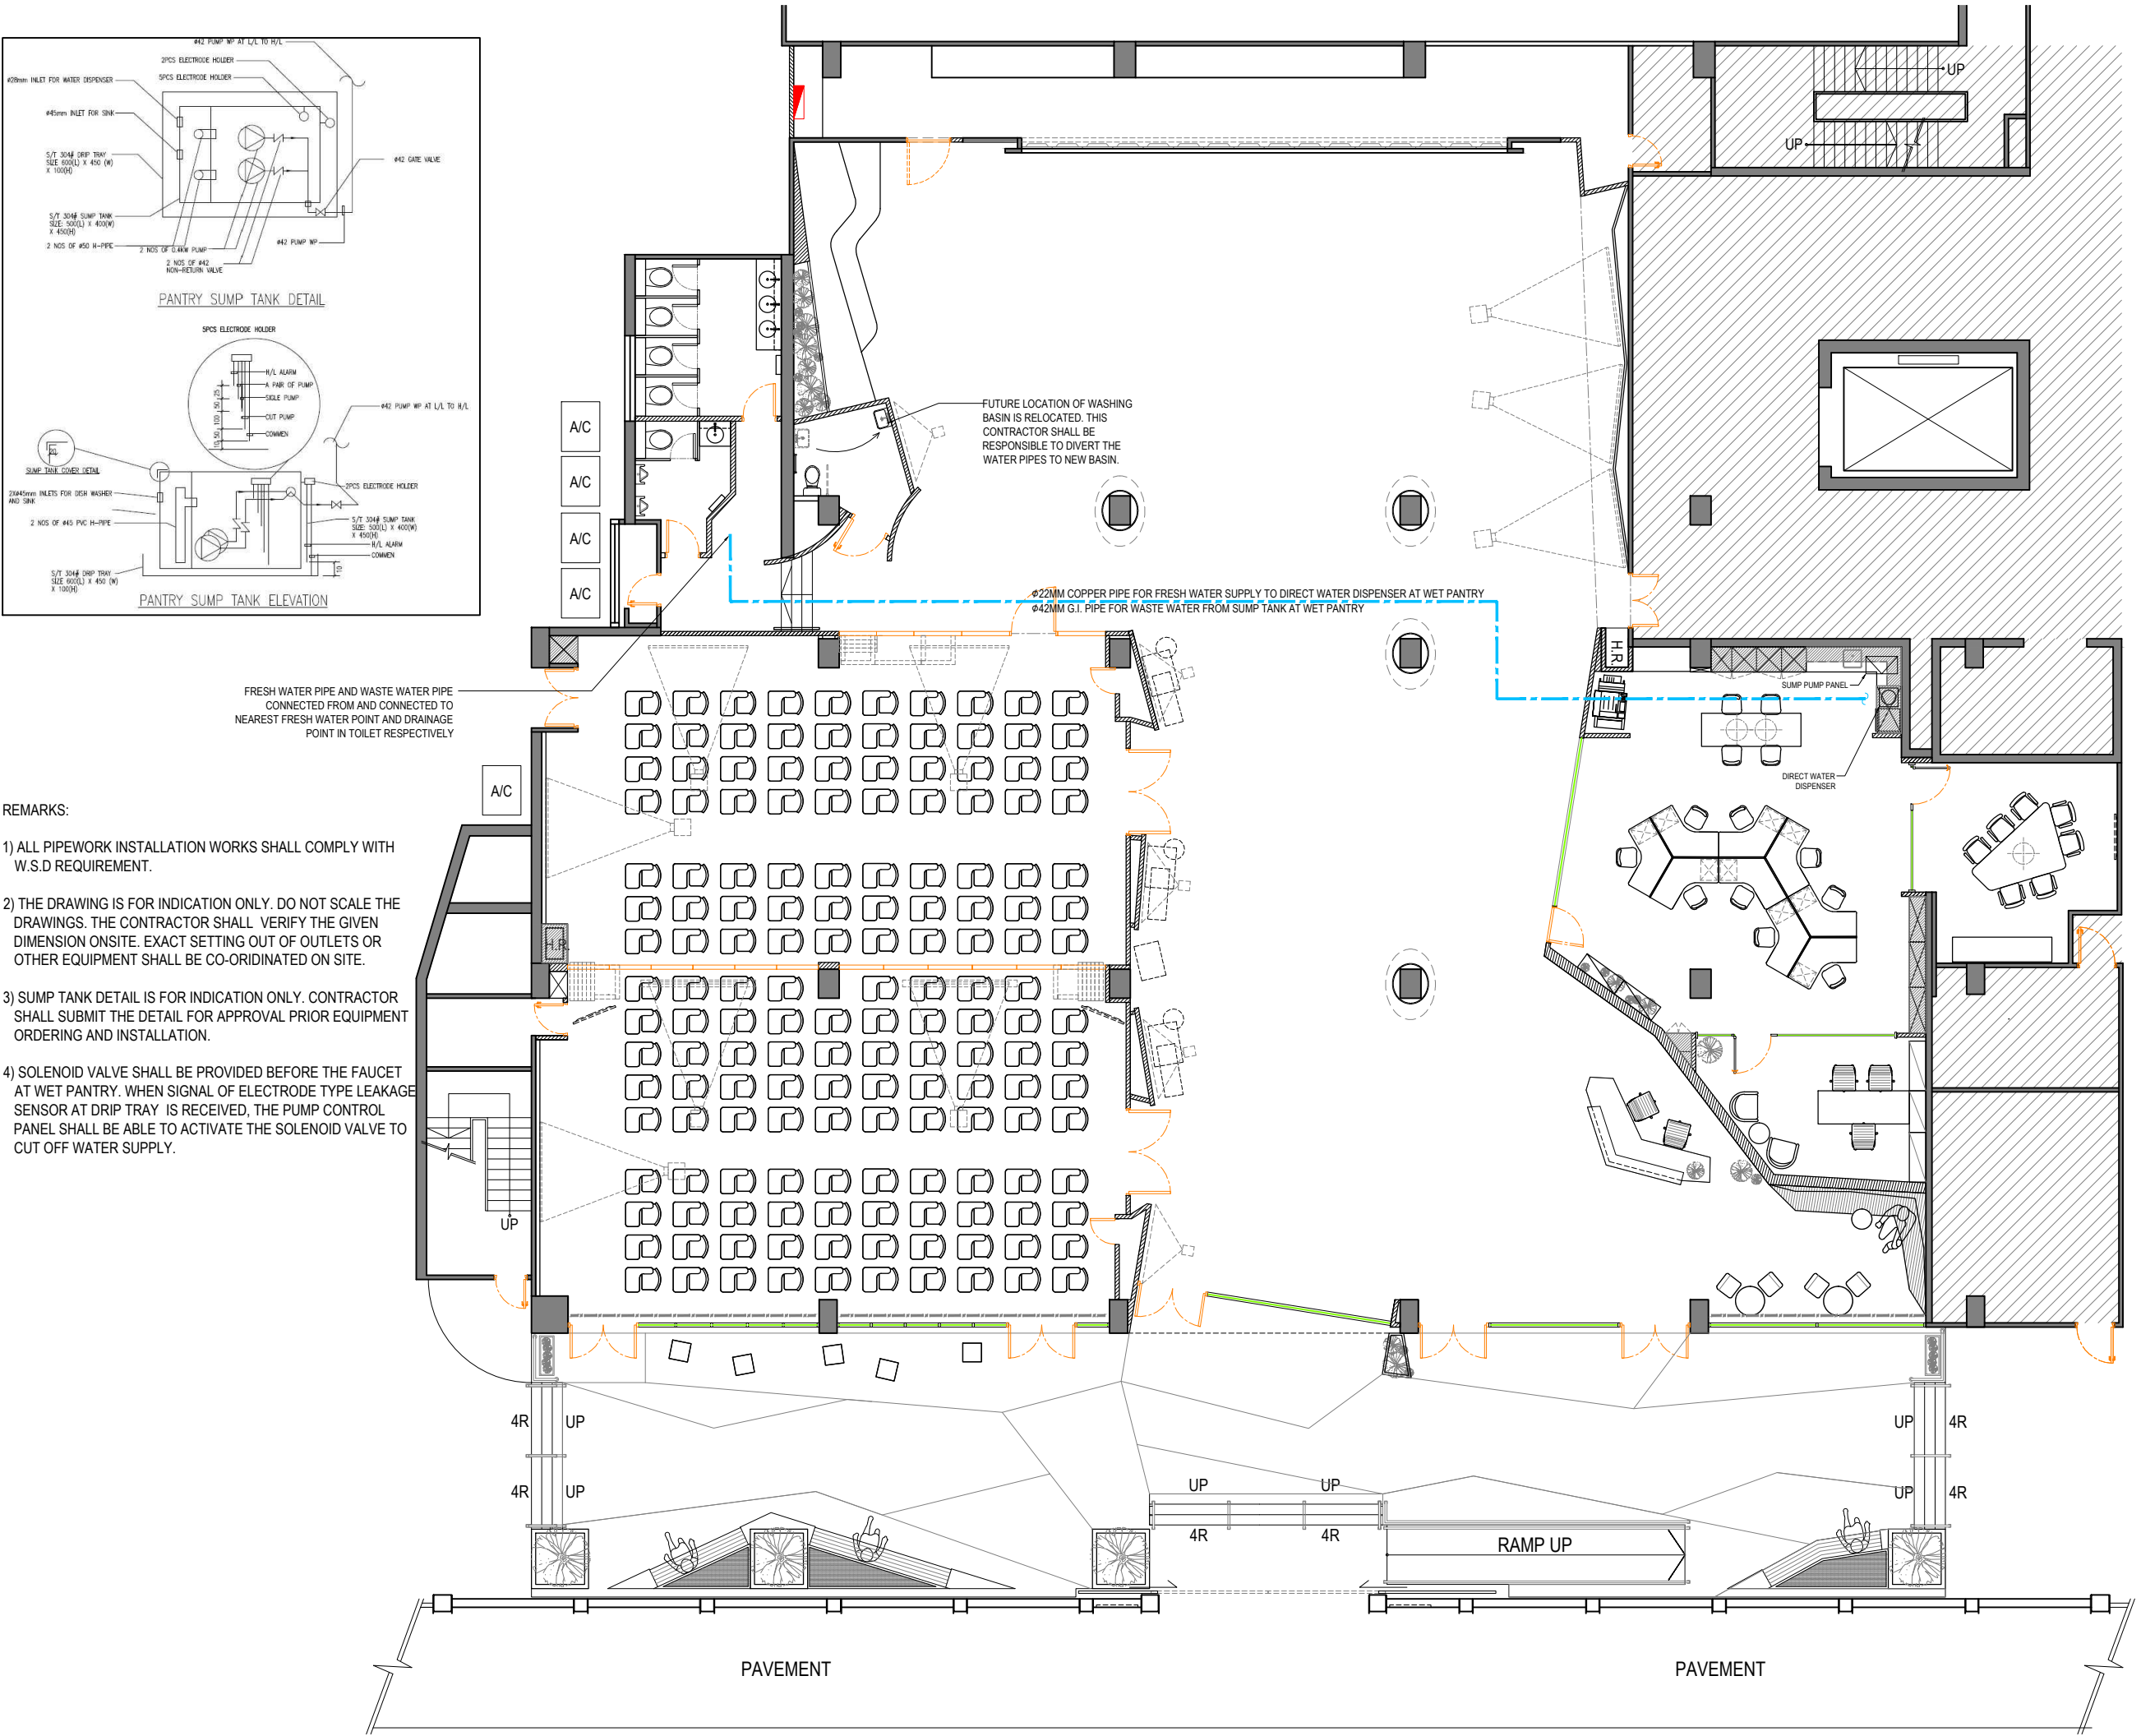 ø42 PUMP WP AT L/L TO H/L
2PCS ELECTRODE HOLDER
5PCS ELECTRODE HOLDER
ø28mm INLET FOR WATER DISPENSER
ø45mm INLET FOR SINK
S/T 304# DRIP TRAY
SIZE 600(L) X 450 (W)
X 100(H)
ø42 GATE VALVE
S/T 304# SUMP TANK
SIZE: 500(L) X 400(W)
X 450(H)
2 NOS OF ø50 H-PIPE
2 NOS OF 0.4KW PUMP
2 NOS OF ø42
NON-RETURN VALVE
ø42 PUMP WP
PANTRY SUMP TANK DETAIL
5PCS ELECTRODE HOLDER
H/L ALARM
A PAIR OF PUMP
SIGLE PUMP
CUT PUMP
COMMEN
25
50
100
50
10
ø42 PUMP WP AT L/L TO H/L
SUMP TANK COVER DETAIL
2Xø45mm INLETS FOR DISH WASHER
AND SINK
2PCS ELECTRODE HOLDER
2 NOS OF ø45 PVC H-PIPE
S/T 304# SUMP TANK
SIZE: 500(L) X 400(W)
X 450(H)
H/L ALARM
COMMEN
10
S/T 304# DRIP TRAY
SIZE 600(L) X 450 (W)
X 100(H)
PANTRY SUMP TANK ELEVATION
UP
UP
A/C
A/C
A/C
A/C
FUTURE LOCATION OF WASHING
BASIN IS RELOCATED. THIS
CONTRACTOR SHALL BE
RESPONSIBLE TO DIVERT THE
WATER PIPES TO NEW BASIN.
ø22MM COPPER PIPE FOR FRESH WATER SUPPLY TO DIRECT WATER DISPENSER AT WET PANTRY
ø42MM G.I. PIPE FOR WASTE WATER FROM SUMP TANK AT WET PANTRY
H.R.
SUMP PUMP PANEL
FRESH WATER PIPE AND WASTE WATER PIPE
CONNECTED FROM AND CONNECTED TO
NEAREST FRESH WATER POINT AND DRAINAGE
POINT IN TOILET RESPECTIVELY
DIRECT WATER
DISPENSER
A/C
REMARKS:
1) ALL PIPEWORK INSTALLATION WORKS SHALL COMPLY WITH
W.S.D REQUIREMENT.
2) THE DRAWING IS FOR INDICATION ONLY. DO NOT SCALE THE
DRAWINGS. THE CONTRACTOR SHALL VERIFY THE GIVEN
DIMENSION ONSITE. EXACT SETTING OUT OF OUTLETS OR
OTHER EQUIPMENT SHALL BE CO-ORIDINATED ON SITE.
3) SUMP TANK DETAIL IS FOR INDICATION ONLY. CONTRACTOR
SHALL SUBMIT THE DETAIL FOR APPROVAL PRIOR EQUIPMENT
ORDERING AND INSTALLATION.
4) SOLENOID VALVE SHALL BE PROVIDED BEFORE THE FAUCET
AT WET PANTRY. WHEN SIGNAL OF ELECTRODE TYPE LEAKAGE
SENSOR AT DRIP TRAY IS RECEIVED, THE PUMP CONTROL
PANEL SHALL BE ABLE TO ACTIVATE THE SOLENOID VALVE TO
CUT OFF WATER SUPPLY.
H.R.
UP
4R UP
UP 4R
4R UP
UP 4R
UP UP
4R 4R
RAMP UP
PAVEMENT
PAVEMENT